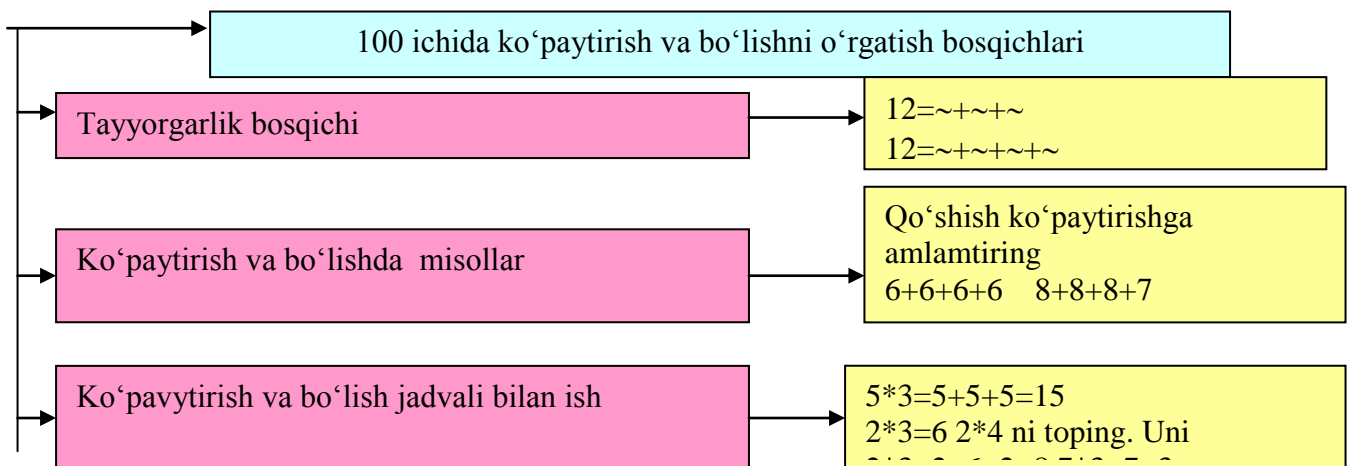 100 ichida ko‘paytirish va bo‘lishni o‘rgatish bosqichlari
Tayyorgarlik bosqichi
12=~+~+~
12=~+~+~+~
Ko‘paytirish va bo‘lishda misollar
Qo‘shish ko‘paytirishga
amlamtiring
6+6+6+6 8+8+8+7
Ko‘pavytirish va bo‘lish jadvali bilan ish
5*3=5+5+5=15
2*3=6 2*4 ni toping. Uni